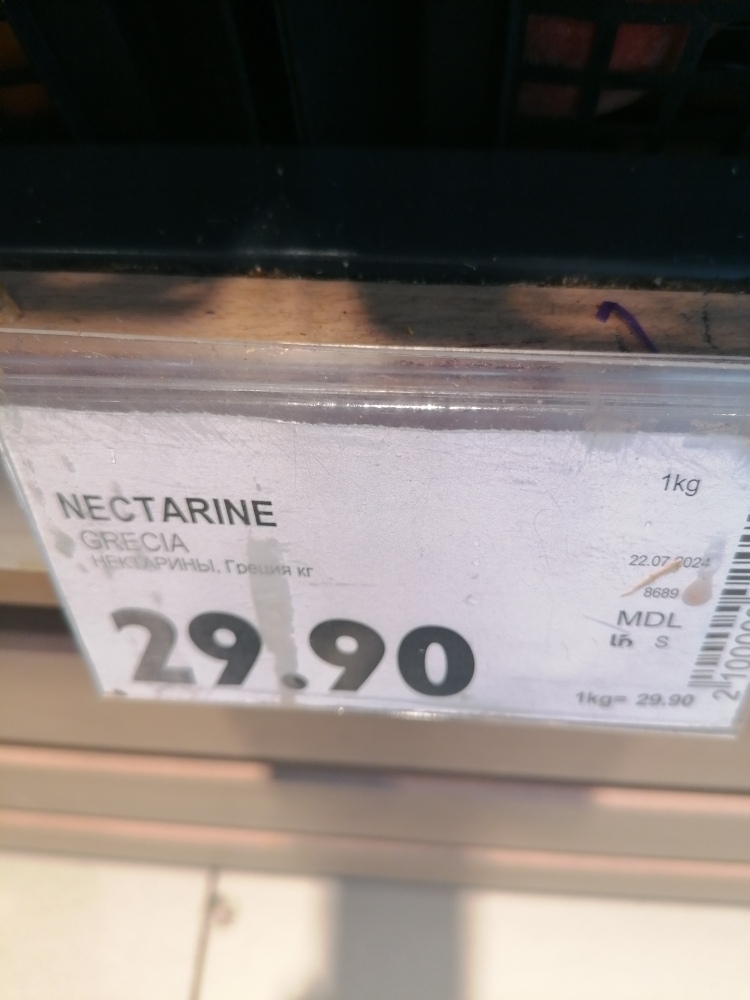 NECTARINE
GRECIA
НЕКТАРИНЫ, Греция кг
29.90
1kg
22.07.2024
8689
MDL
S
1kg= 29.90